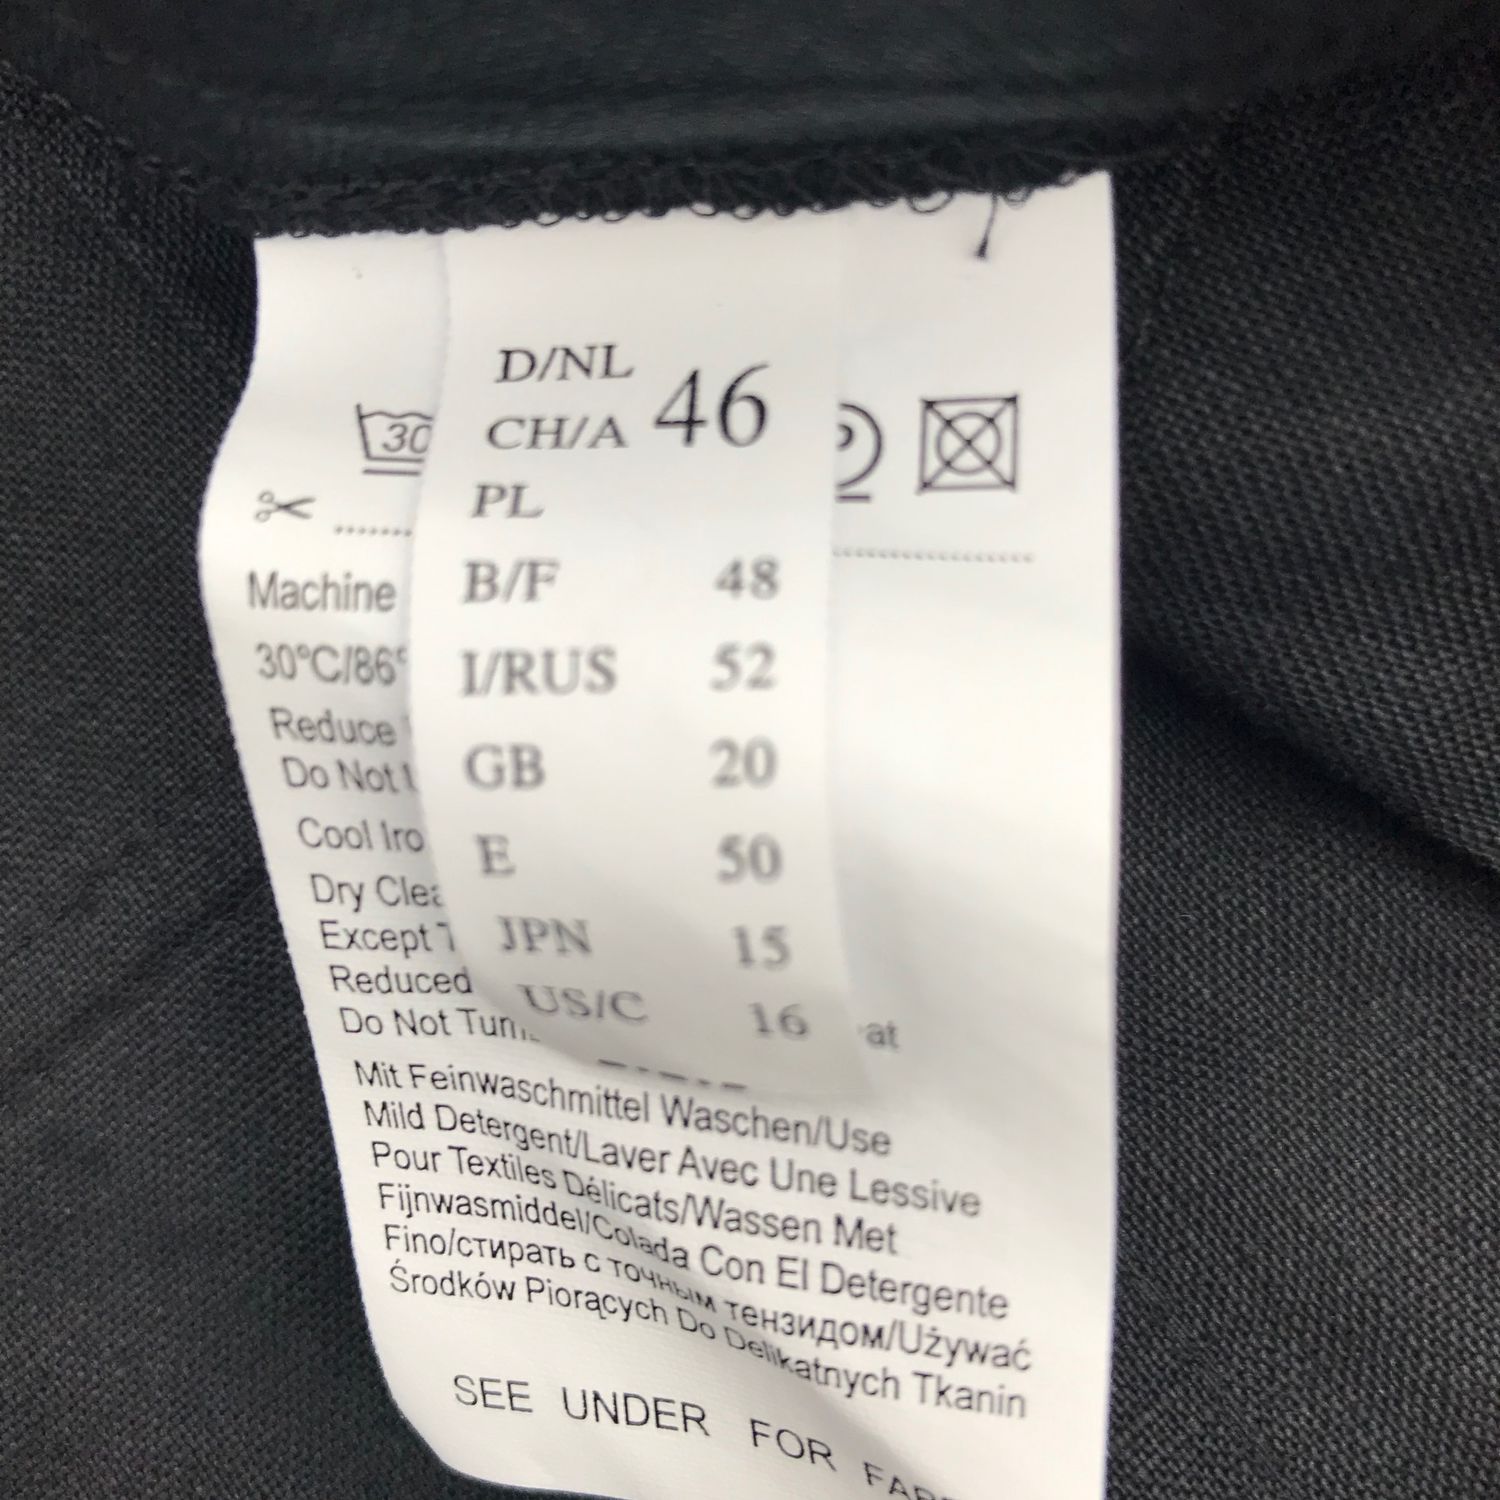 D/NL
CH/A 46
PL
B/F 48
I/RUS 52
GB 20
E 50
JPN 15
US/C 16
30
Machine
30°C/86°
Reduce
Do Not
Cool
Dry
Except
Reduced
Do Not
Mit Feinwaschmittel Waschen/Use
Mild Detergent/Laver Avec Une Lessive
Pour Textiles Délicats/Wassen Met
Fijnwasmiddel/Colada Con El Detergente
Fino/стирать с точным тензидом/Używać
Środków Piorących Do Delikatnych Tkanin
SEE UNDER FOR